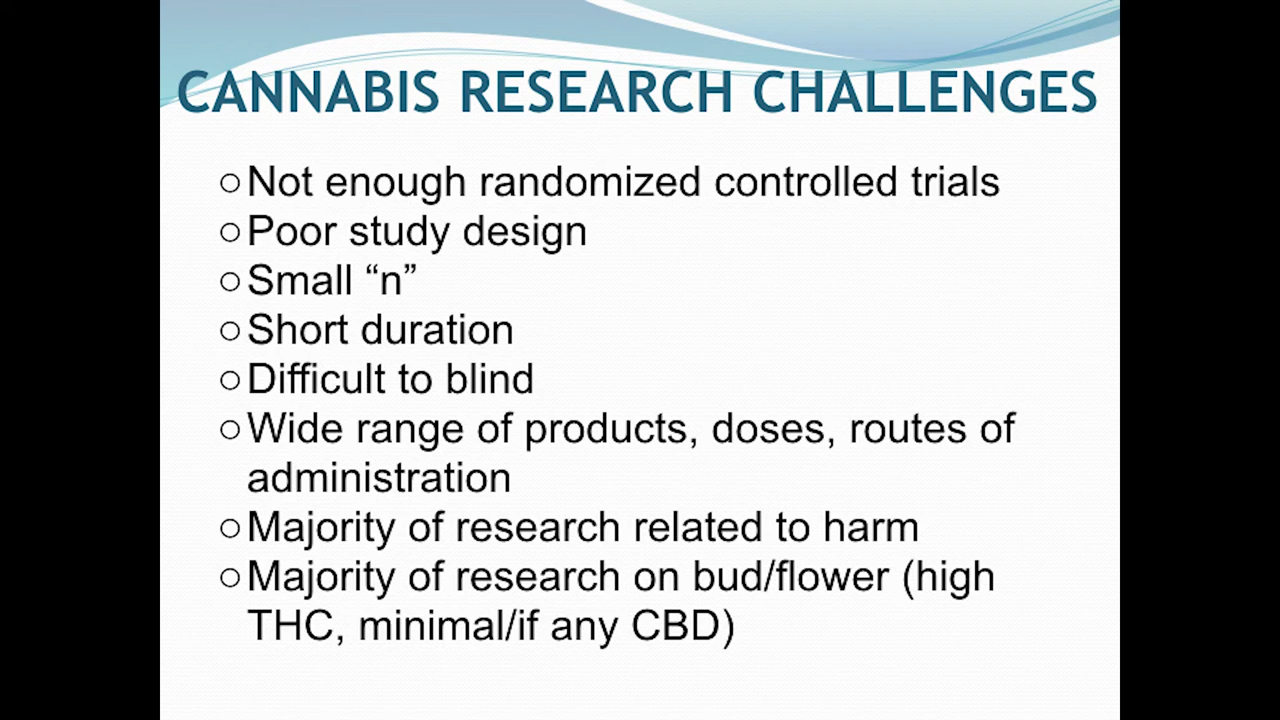 CANNABIS RESEARCH CHALLENGES
○Not enough randomized controlled trials
○Poor study design
○Small “n”
○Short duration
○Difficult to blind
○Wide range of products, doses, routes of
administration
○Majority of research related to harm
○Majority of research on bud/flower (high
THC, minimal/if any CBD)